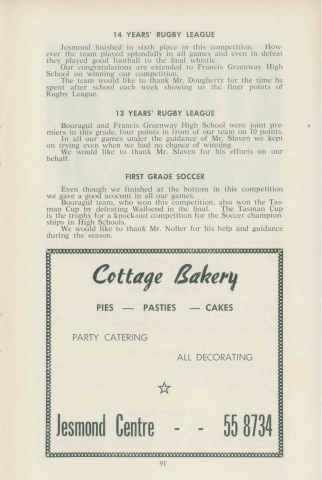 14 YEARS' RUGBY LEAGUE
Jesmond finished in sixth place in this competition. How-
ever the team played splendidly in all games and even in defeat
they played good football to the final whistle.
Our congratulations are extended to Francis Greenway High
School on winning our competition.
The team would like to thank Mr. Dougherty for the time he
spent after school each week showing us the finer points of
Rugby League.
13 YEARS' RUGBY LEAGUE
Booragul and Francis Greenway High School were joint pre-
miers in this grade, four points in front of our team on 10 points.
In all our games under the guidance of Mr. Slaven we kept
on trying even when we had no chance of winning.
We would like to thank Mr. Slaven for his efforts on our
behalf.
FIRST GRADE SOCCER
Even though we finished at the bottom in this competition
we gave a good account in all our games.
Booragul team, who won this competition, also won the Tas-
man Cup by defeating Wallsend in the final. The Tasman Cup
is the trophy for a knock-out competition for the Soccer champion-
ships in High Schools.
We would like to thank Mr. Noller for his help and guidance
during the season.
Cottage Bakery
PIES — PASTIES — CAKES
PARTY CATERING
ALL DECORATING
Jesmond Centre - - 55 8734
91